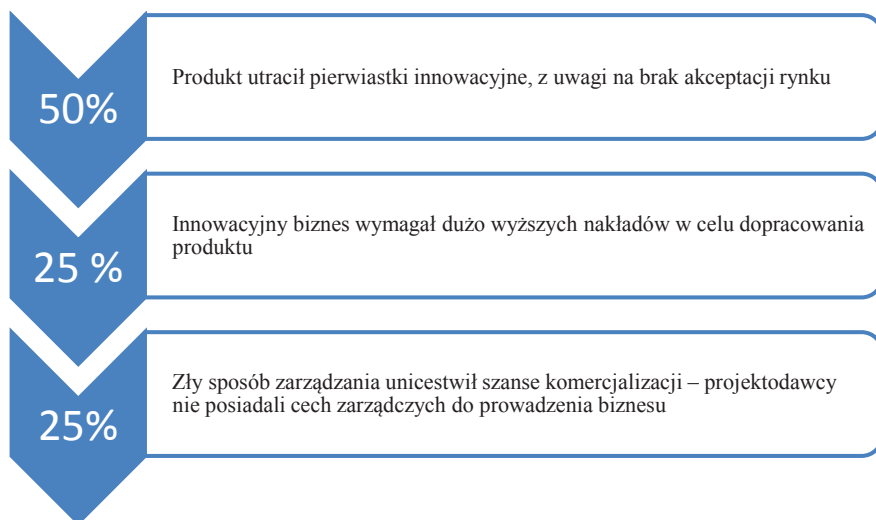 50%
Produkt utracił pierwiastki innowacyjne, z uwagi na brak akceptacji rynku
25 %
Innowacyjny biznes wymagał dużo wyższych nakładów w celu dopracowania
produktu
25%
Zły sposób zarządzania unicestwił szanse komercjalizacji – projektodawcy
nie posiadali cech zarządczych do prowadzenia biznesu